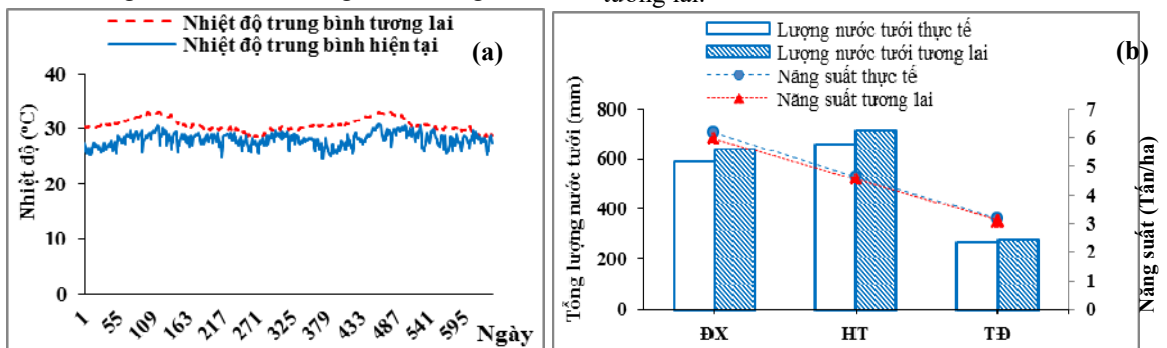 tương lai.
Nhiệt độ trung bình tương lai
Nhiệt độ trung bình hiện tại
(a)
Nhiệt độ (ºC)
40
30
20
10
0
1
55
109
163
217
271
325
379
433
487
541
595
Ngày
Lượng nước tưới thực tế
Lượng nước tưới tương lai
Năng suất thực tế
Năng suất tương lai
(b)
Tổng lượng nước tưới (mm)
800
600
400
200
0
ĐX
HT
TĐ
7
6
5
4
3
2
1
0
Năng suất (Tấn/ha)